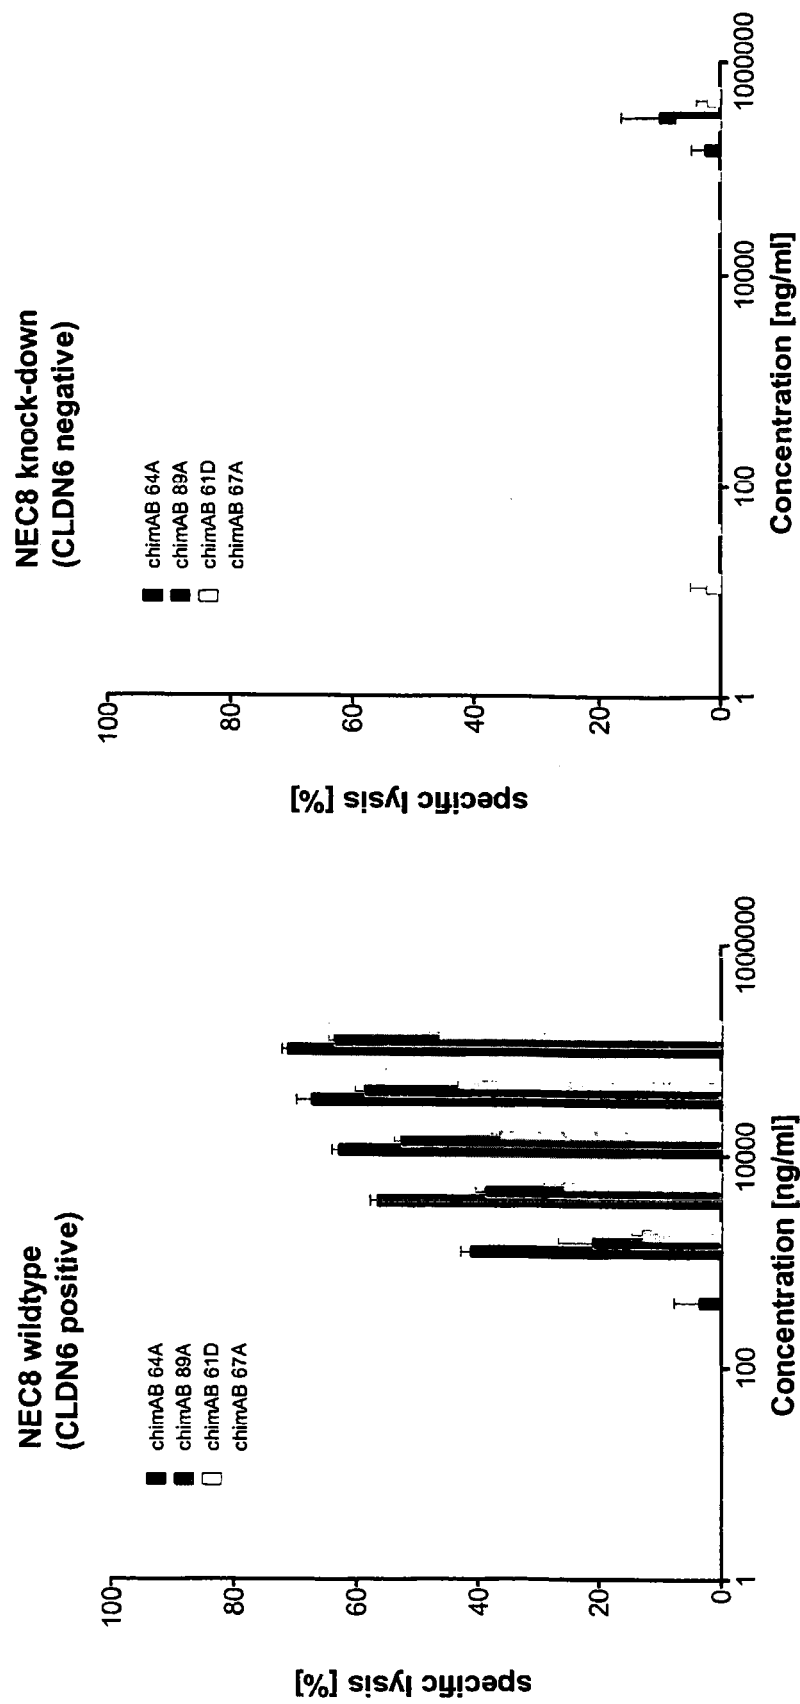 NEC8 wildtype
(CLDN6 positive)
chimAB 64A
chimAB 89A
chimAB 61D
chimAB 67A
specific lysis [%]
100
80
60
40
20
0
1
100
10000
1000000
Concentration [ng/ml]
NEC8 knock-down
(CLDN6 negative)
chimAB 64A
chimAB 89A
chimAB 61D
chimAB 67A
specific lysis [%]
100
80
60
40
20
0
1
100
10000
1000000
Concentration [ng/ml]